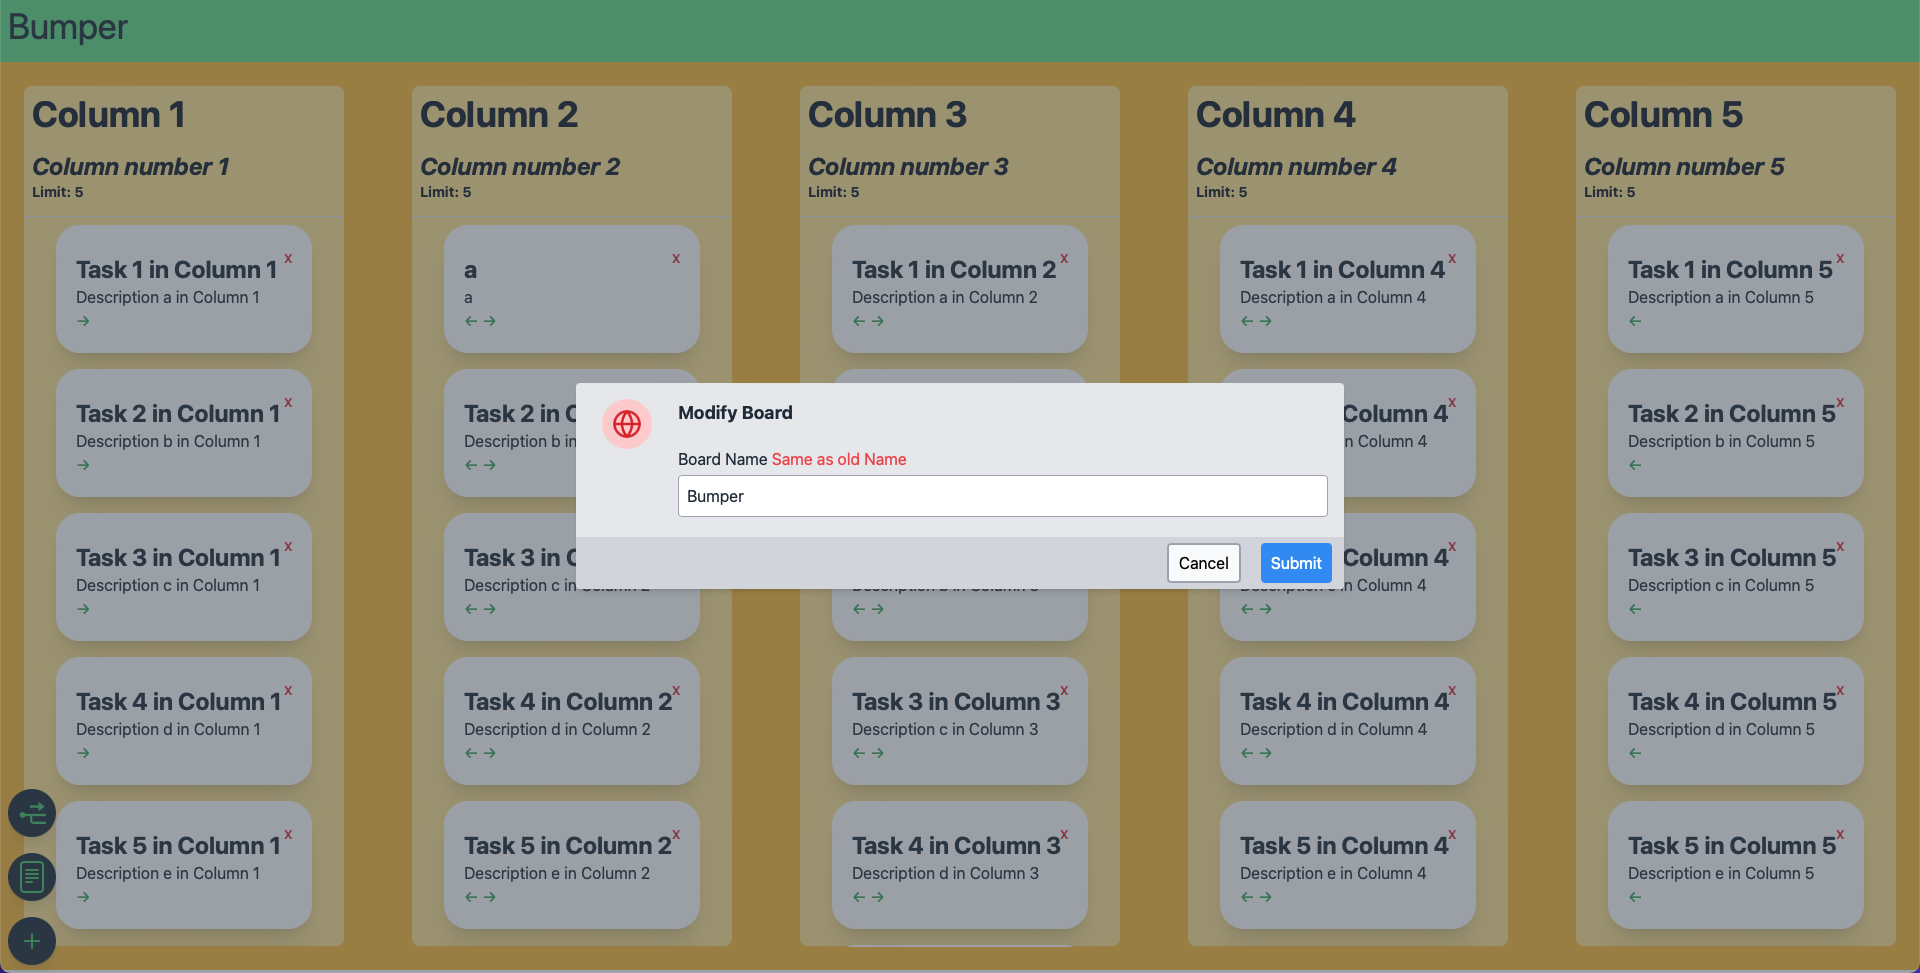 Bumper
Column 1
Column number 1
Limit: 5
Task 1 in Column 1 x
Description a in Column 1
→
Task 2 in Column 1 x
Description b in Column 1
→
Task 3 in Column 1 x
Description c in Column 1
→
Task 4 in Column 1 x
Description d in Column 1
→
Task 5 in Column 1 x
Description e in Column 1
→
Column 2
Column number 2
Limit: 5
a x
a
← →
Task 2 in
Description b in
← →
Task 3 in
Description c in
← →
Task 4 in Column 2 x
Description d in Column 2
← →
Task 5 in Column 2 x
Description e in Column 2
← →
Column 3
Column number 3
Limit: 5
Task 1 in Column 2 x
Description a in Column 2
← →
← →
Task 3 in Column 3 x
Description c in Column 3
← →
Task 4 in Column 3 x
Description d in Column 3
← →
Column 4
Column number 4
Limit: 5
Task 1 in Column 4 x
Description a in Column 4
← →
Column 4 x
in Column 4
Column 4 x
in Column 4
← →
Task 4 in Column 4 x
Description d in Column 4
← →
Task 5 in Column 4 x
Description e in Column 4
← →
Column 5
Column number 5
Limit: 5
Task 1 in Column 5 x
Description a in Column 5
←
Task 2 in Column 5 x
Description b in Column 5
←
Task 3 in Column 5 x
Description c in Column 5
←
Task 4 in Column 5 x
Description d in Column 5
←
Task 5 in Column 5 x
Description e in Column 5
←
Modify Board
Board Name Same as old Name
Bumper
Cancel Submit